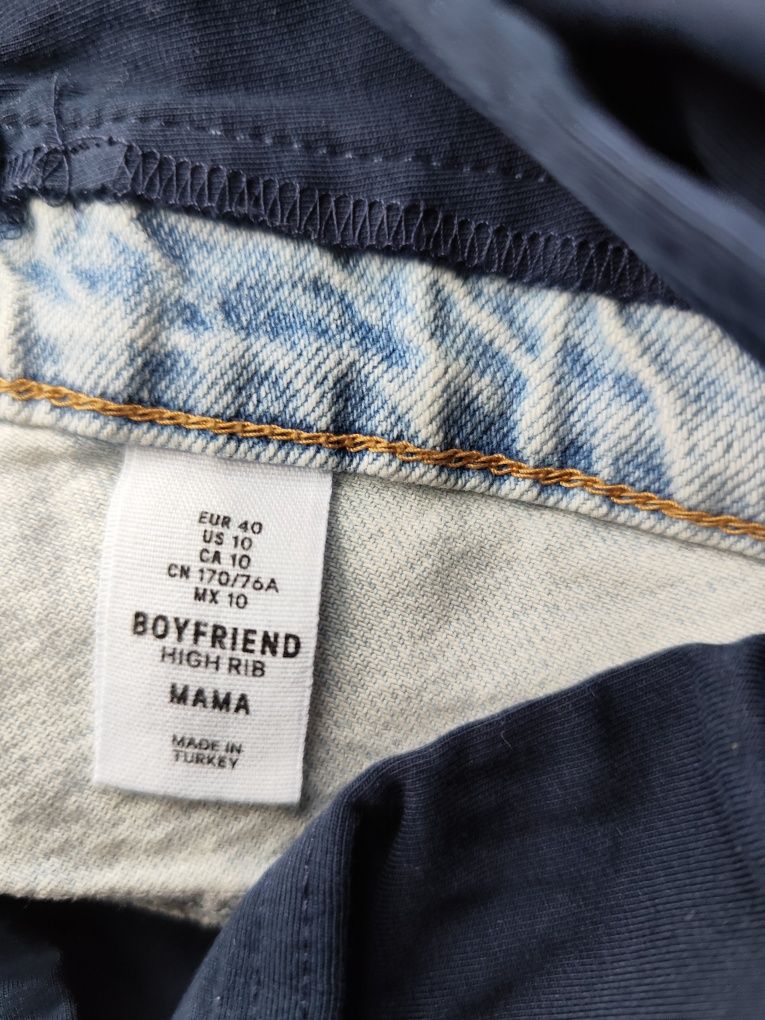 EUR 40
US 10
CA 10
CN 170/76A
MX 10
BOYFRIEND
HIGH RIB
MAMA
MADE IN
TURKEY